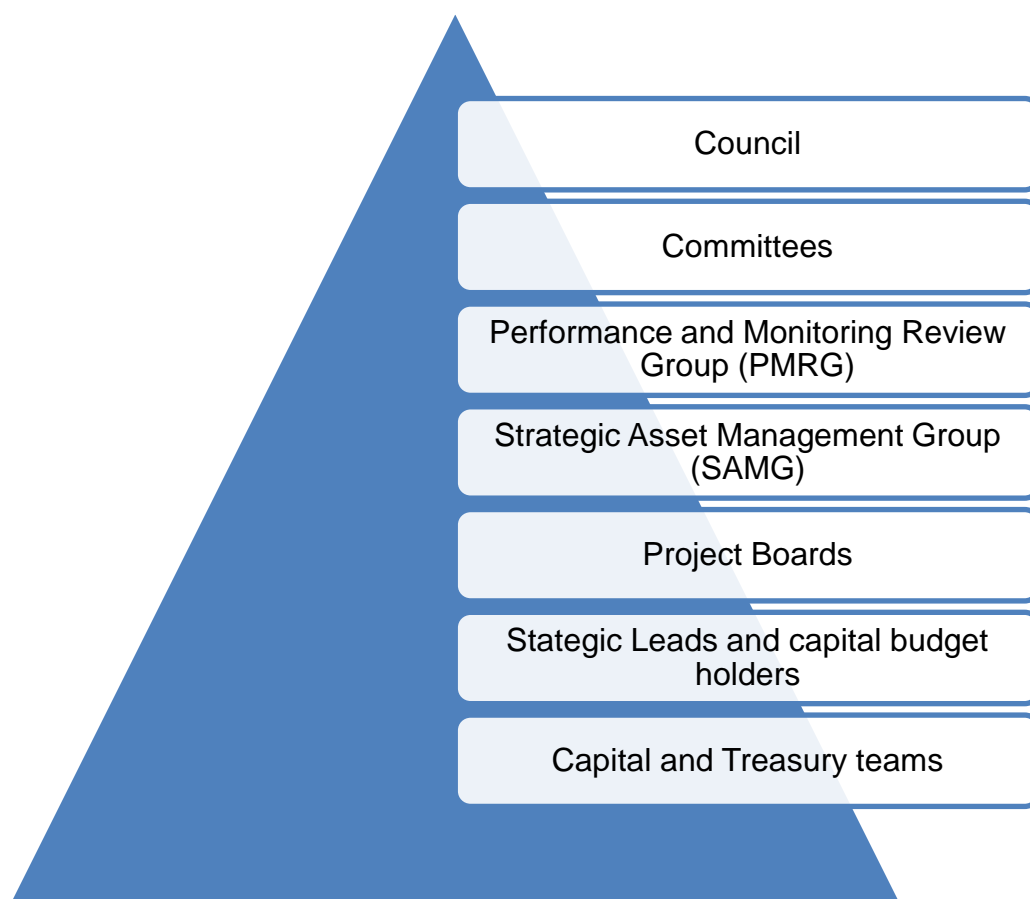 Council
Committees
Performance and Monitoring Review
Group (PMRG)
Strategic Asset Management Group
(SAMG)
Project Boards
Stategic Leads and capital budget
holders
Capital and Treasury teams